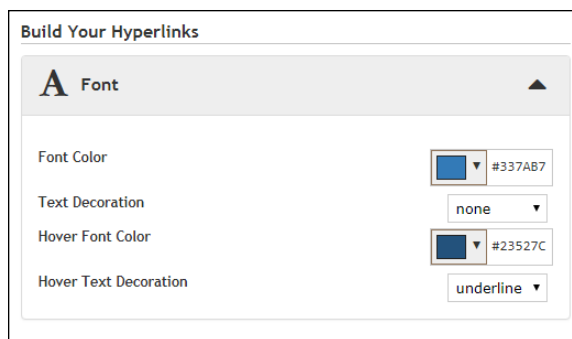 Build Your Hyperlinks
A Font
Font Color #337AB7
Text Decoration none
Hover Font Color #23527C
Hover Text Decoration underline